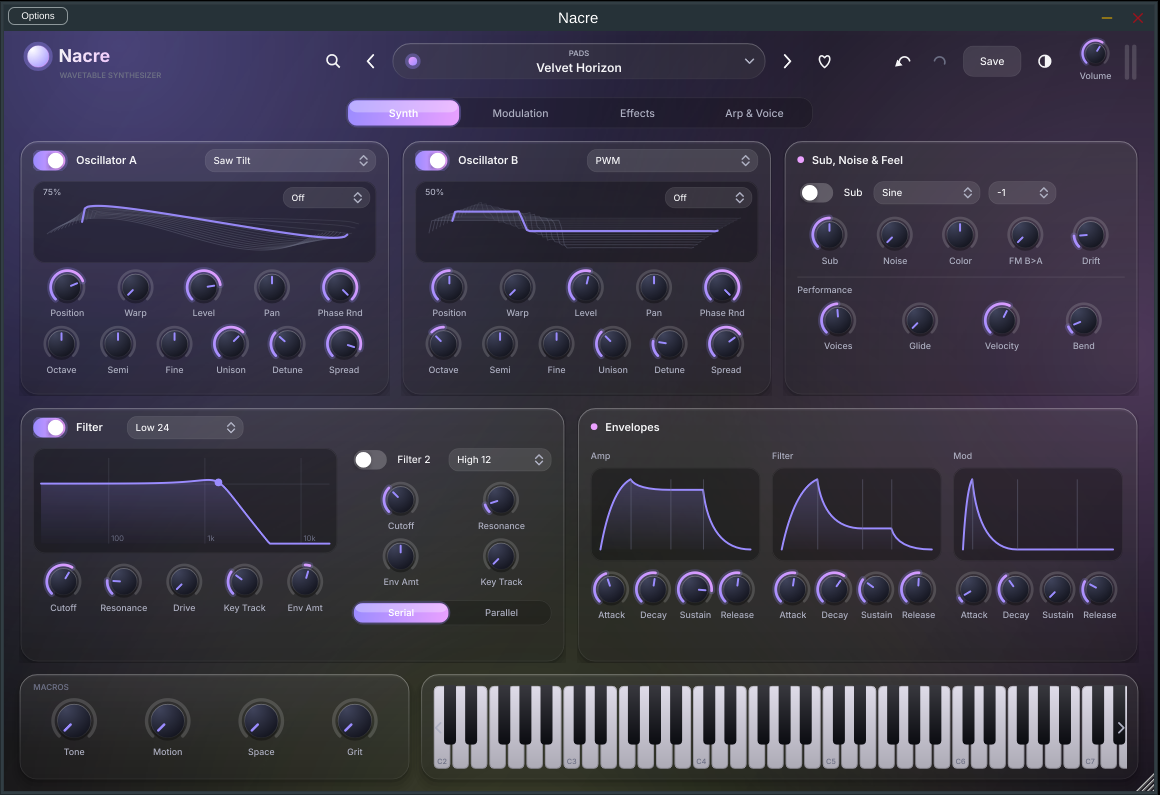 Options
Nacre
Nacre
WAVETABLE SYNTHESIZER
PADS
Velvet Horizon
Save
Volume
Synth Modulation Effects Arp & Voice
Oscillator A Saw Tilt
75% Off
Position Warp Level Pan Phase Rnd
Octave Semi Fine Unison Detune Spread
Oscillator B PWM
50% Off
Position Warp Level Pan Phase Rnd
Octave Semi Fine Unison Detune Spread
Sub, Noise & Feel
Sub Sine -1
Sub Noise Color FM B>A Drift
Performance
Voices Glide Velocity Bend
Filter Low 24
100 1k 10k
Cutoff Resonance Drive Key Track Env Amt
Filter 2 High 12
Cutoff Resonance
Env Amt Key Track
Serial Parallel
Envelopes
Amp Filter Mod
Attack Decay Sustain Release Attack Decay Sustain Release Attack Decay Sustain Release
MACROS
Tone Motion Space Grit
C2 C3 C4 C5 C6 C7